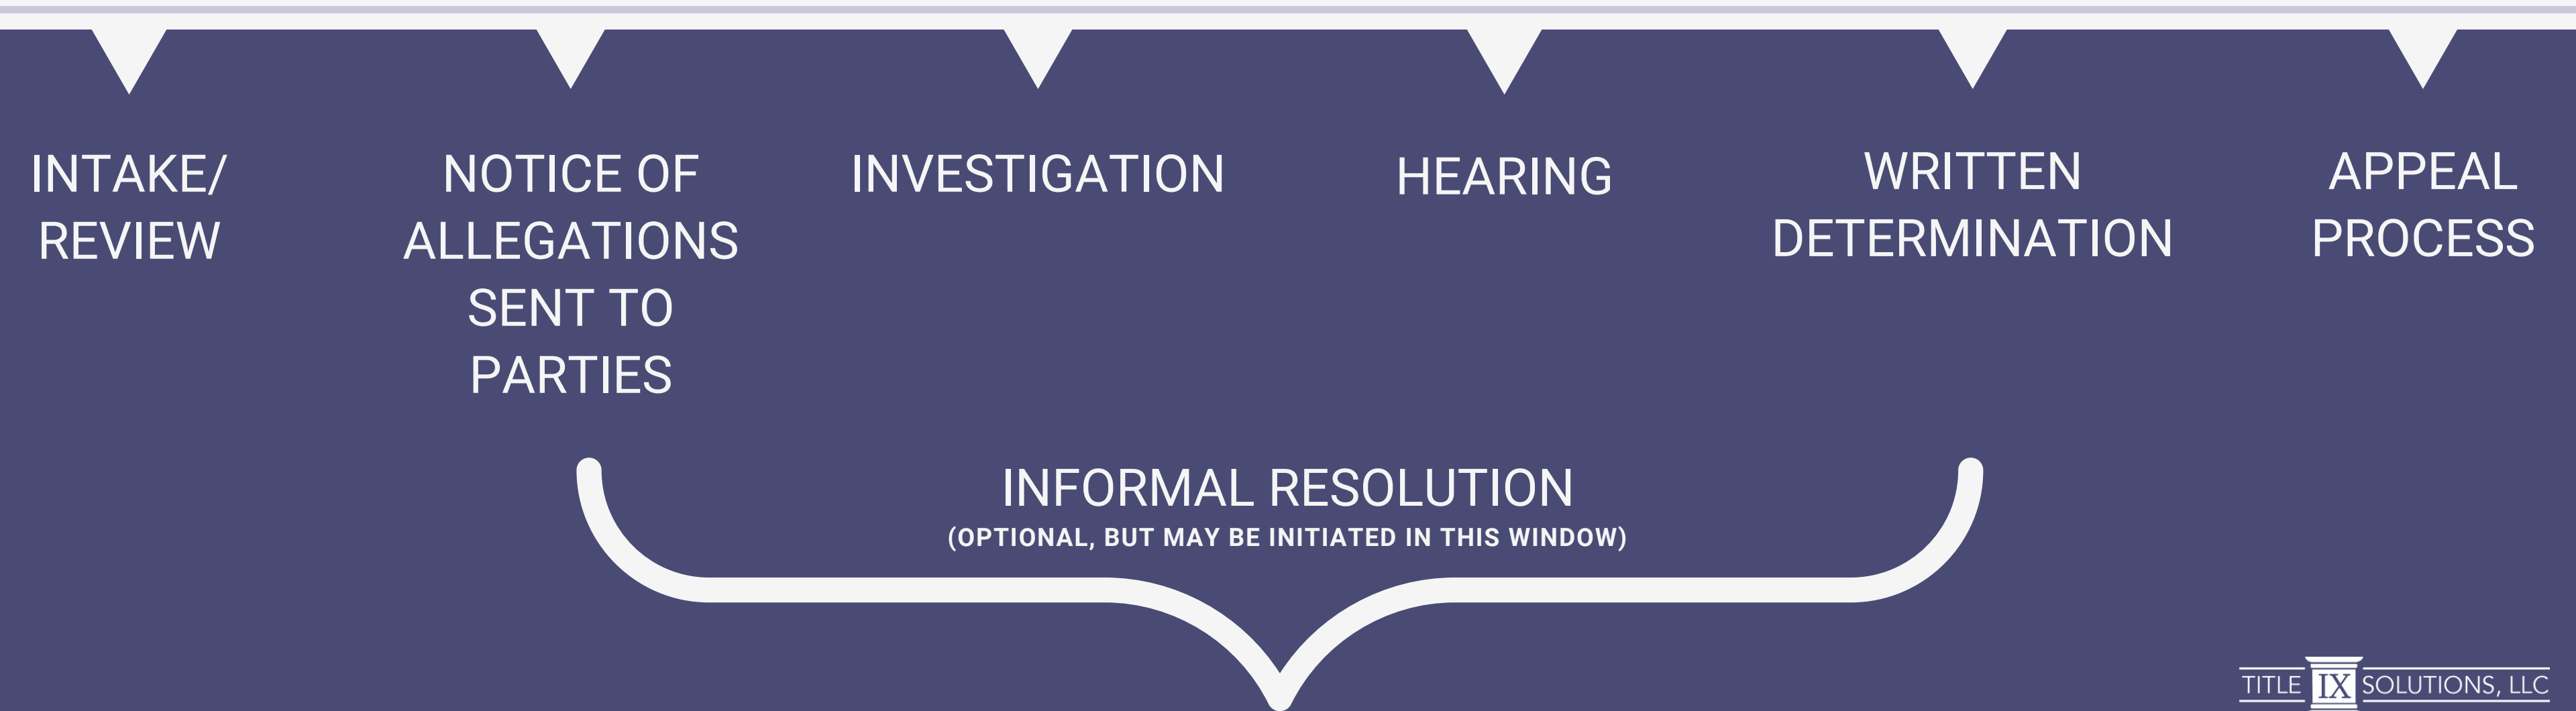 INTAKE/
REVIEW
NOTICE OF
ALLEGATIONS
SENT TO
PARTIES
INVESTIGATION
HEARING
WRITTEN
DETERMINATION
APPEAL
PROCESS
INFORMAL RESOLUTION
(OPTIONAL, BUT MAY BE INITIATED IN THIS WINDOW)
TITLE IX SOLUTIONS, LLC